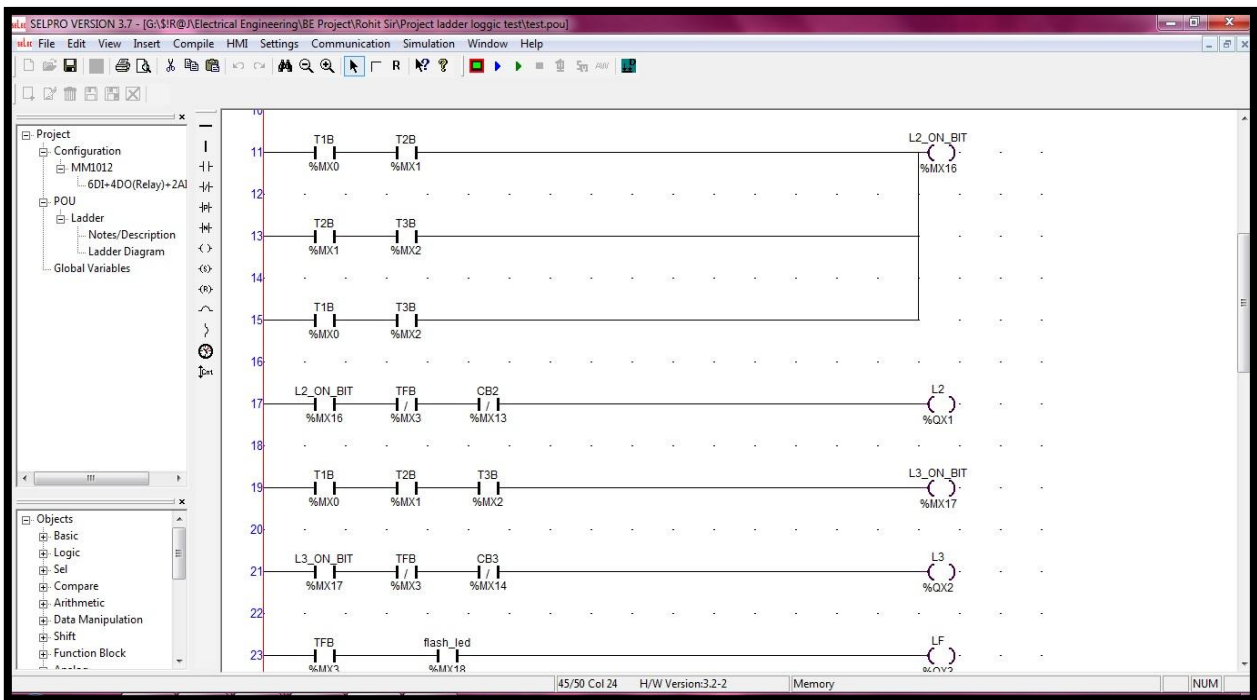 SELPRO VERSION 3.7 - [G:\$!R@J\Electrical Engineering\BE Project\Rohit Sir\Project ladder loggic test\test.pou]
File Edit View Insert Compile HMI Settings Communication Simulation Window Help
R
Project
Configuration
MM1012
6DI+4DO(Relay)+2AI
POU
Ladder
Notes/Description
Ladder Diagram
Global Variables
Objects
Basic
Logic
Sel
Compare
Arithmetic
Data Manipulation
Shift
Function Block
Analog
(S)
(R)
Cnt
10
T1B T2B L2_ON_BIT
11
%MX0 %MX1 %MX16
12
T2B T3B
13
%MX1 %MX2
14
T1B T3B
15
%MX0 %MX2
16
L2_ON_BIT TFB CB2 L2
17
%MX16 %MX3 %MX13 %QX1
18
T1B T2B T3B L3_ON_BIT
19
%MX0 %MX1 %MX2 %MX17
20
L3_ON_BIT TFB CB3 L3
21
%MX17 %MX3 %MX14 %QX2
22
TFB flash_led LF
23
%MX3 %MX18 %QX3
45/50 Col 24 H/W Version:3.2-2 Memory NUM